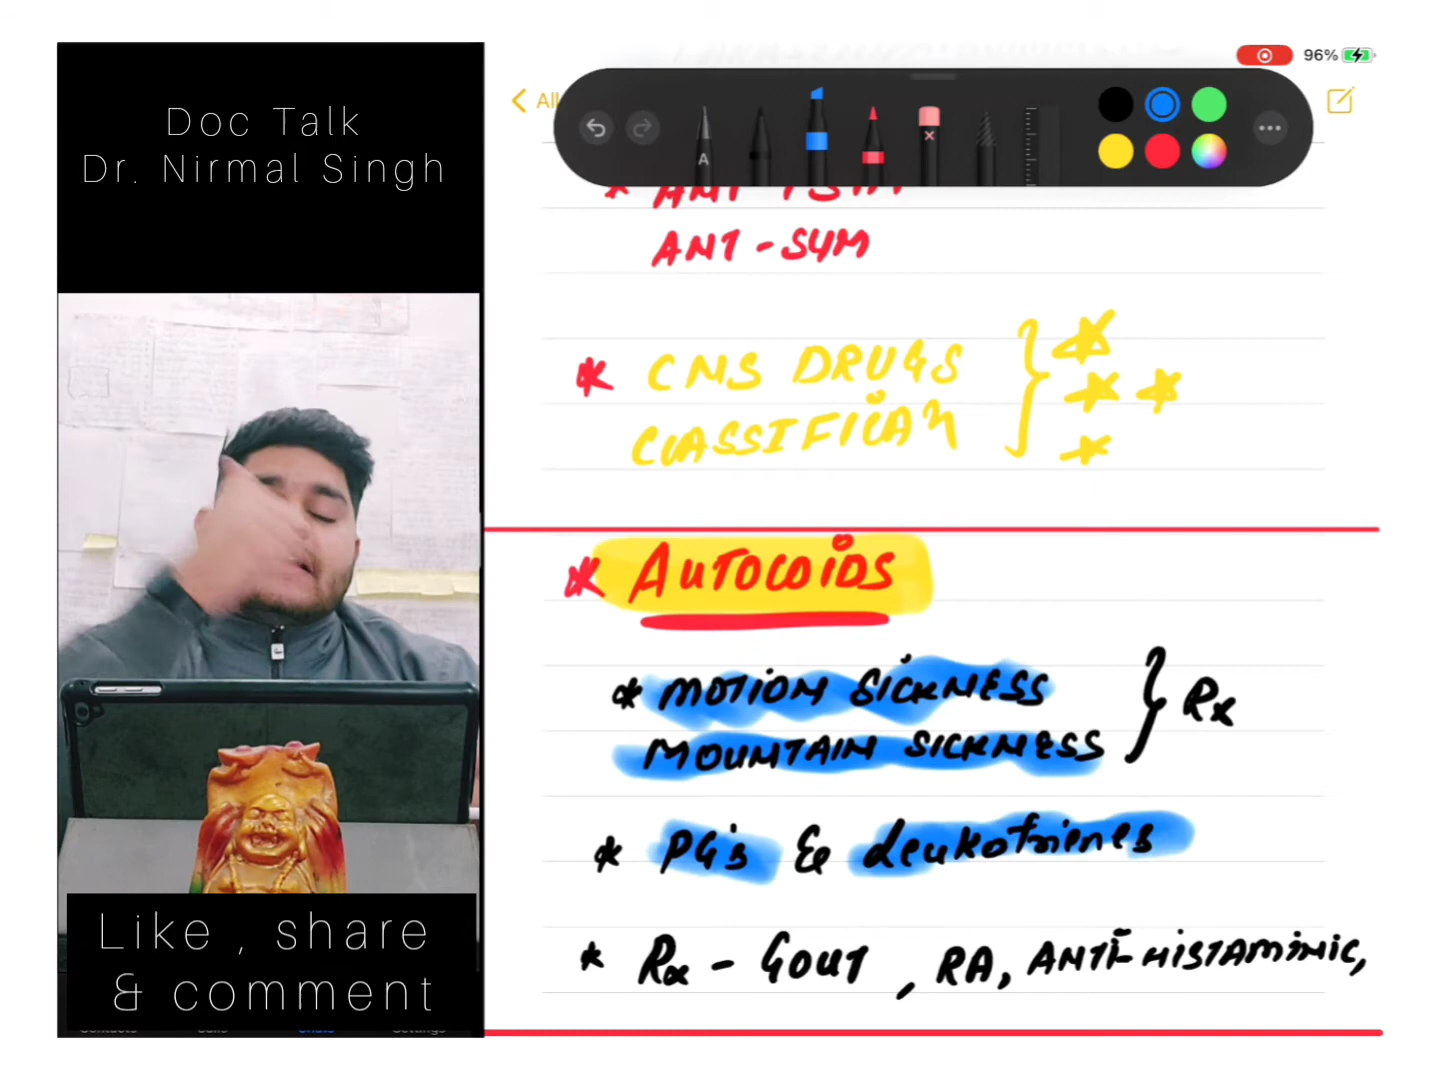 Doc Talk
Dr. Nirmal Singh
Like , share
& comment
96%
All
A
ANT - SYM
* CNS DRUGS
CLASSIFICAN
* AUTOCOIDS
* MOTION SICKNESS
MOUNTAIN SICKNESS
Rx
* PG's & Leukotrienes
* Rx - Gout , RA, ANTI-HISTAMINIC,